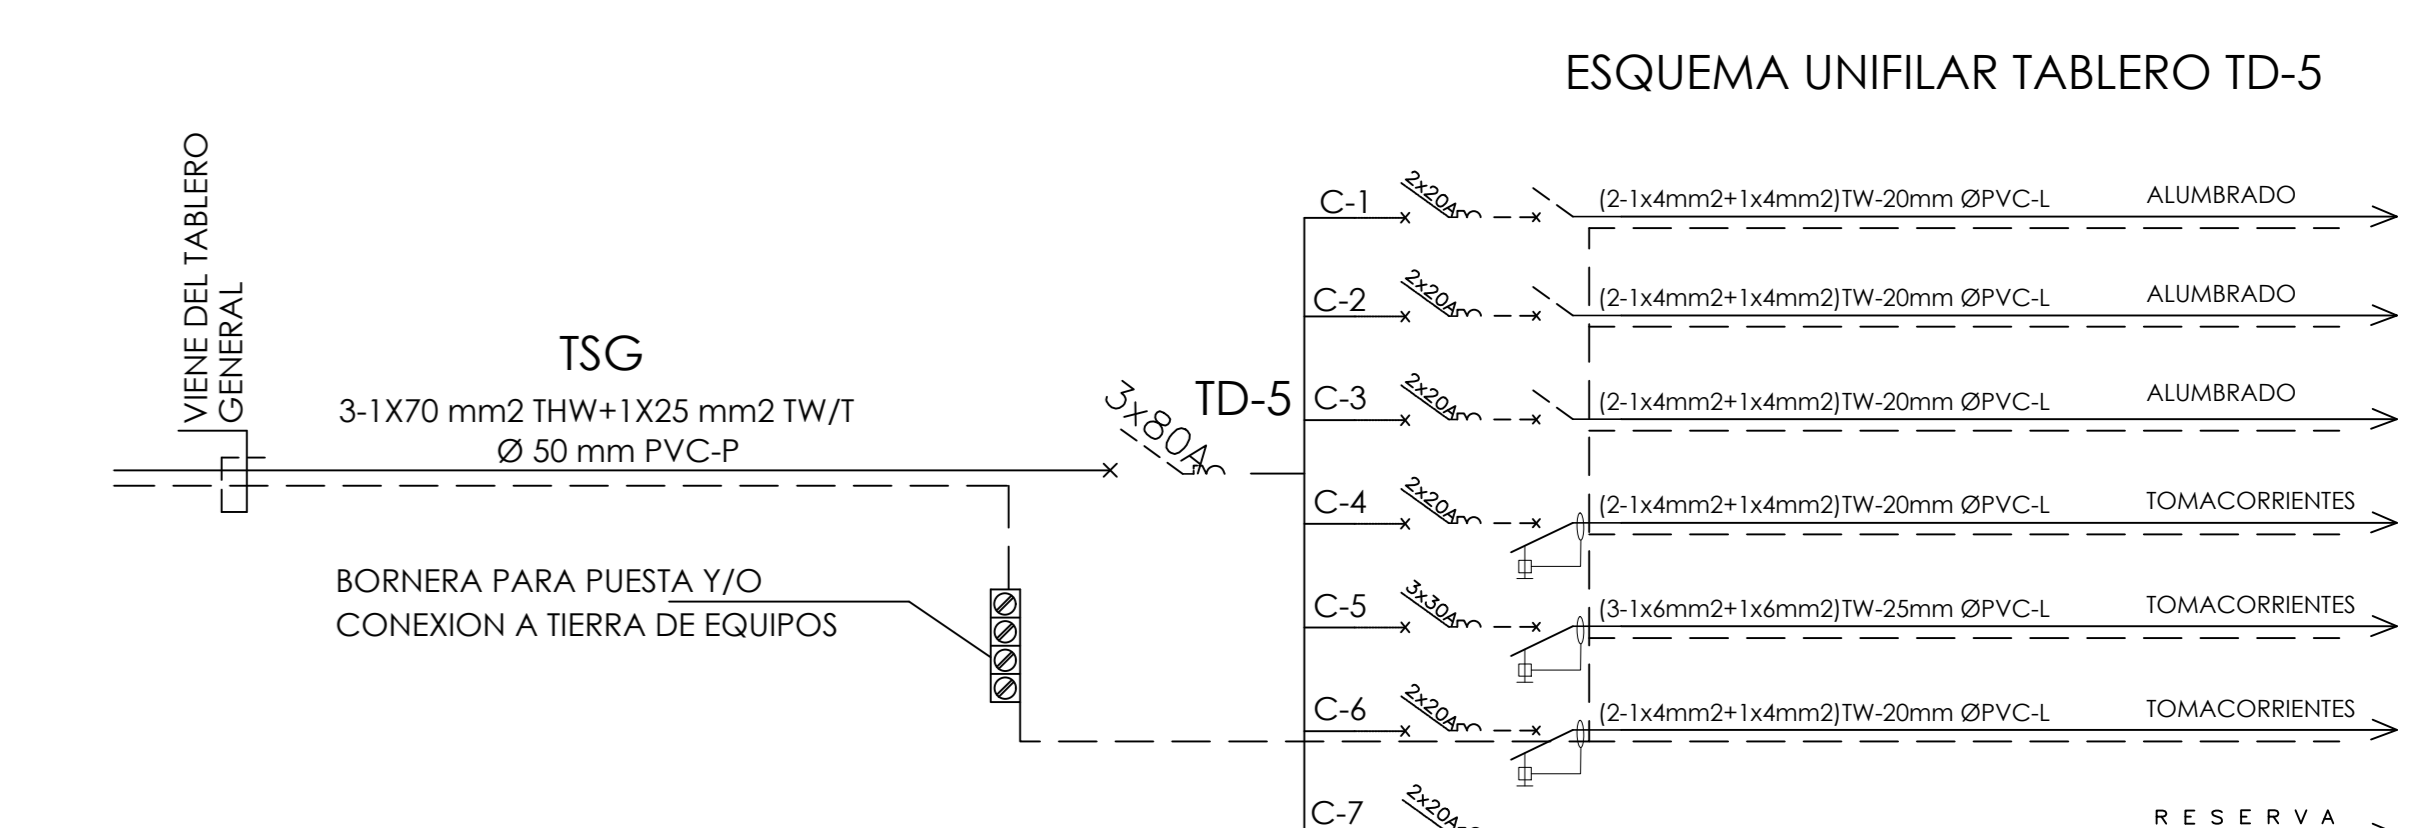 ESQUEMA UNIFILAR TABLERO TD-5
VIENE DEL TABLERO
GENERAL
TSG
3-1X70 mm2 THW+1X25 mm2 TW/T
Ø 50 mm PVC-P
3x80A
TD-5
BORNERA PARA PUESTA Y/O
CONEXION A TIERRA DE EQUIPOS
C-1 2x20A (2-1x4mm2+1x4mm2)TW-20mm ØPVC-L ALUMBRADO
C-2 2x20A (2-1x4mm2+1x4mm2)TW-20mm ØPVC-L ALUMBRADO
C-3 2x20A (2-1x4mm2+1x4mm2)TW-20mm ØPVC-L ALUMBRADO
C-4 2x20A (2-1x4mm2+1x4mm2)TW-20mm ØPVC-L TOMACORRIENTES
C-5 3x30A (3-1x6mm2+1x6mm2)TW-25mm ØPVC-L TOMACORRIENTES
C-6 2x20A (2-1x4mm2+1x4mm2)TW-20mm ØPVC-L TOMACORRIENTES
C-7 2x20A R E S E R V A